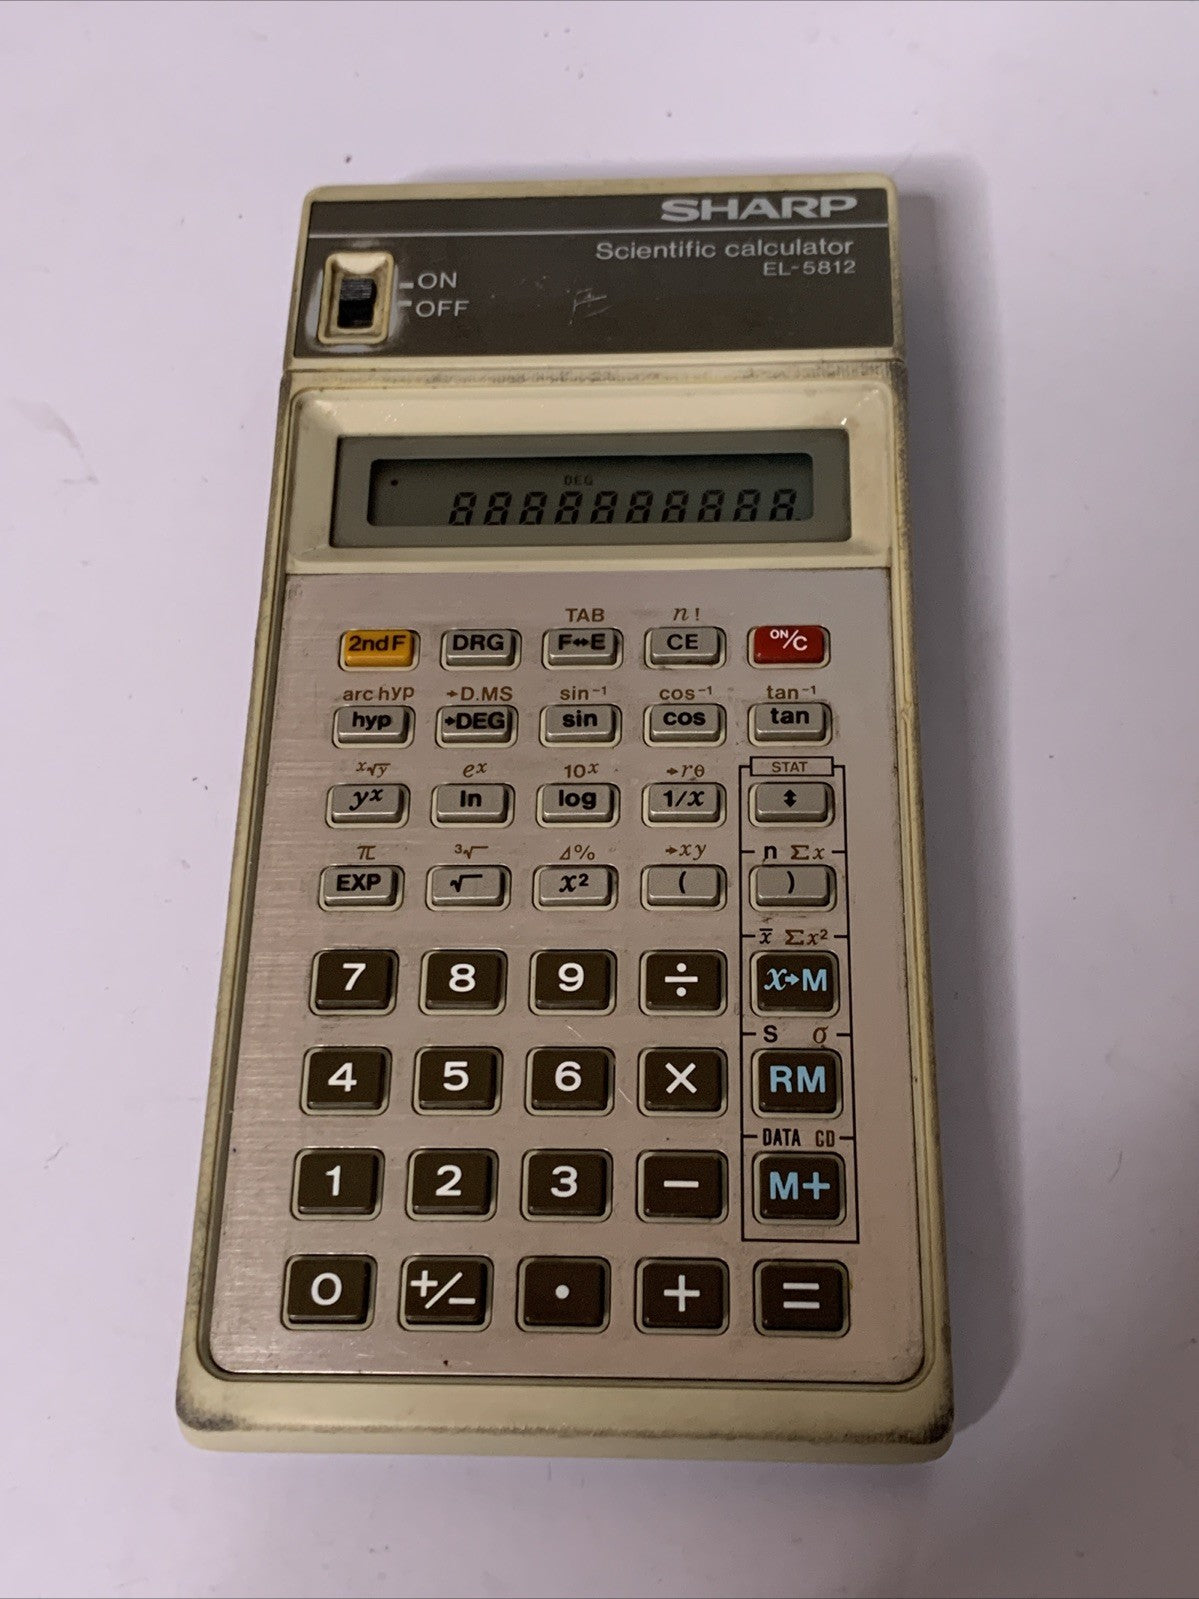 SHARP
Scientific calculator
EL-5812
ON
OFF
DEG
8888888888.
TAB n!
2ndF DRG F↔E CE ON/C
arc hyp →D.MS sin⁻¹ cos⁻¹ tan⁻¹
hyp →DEG sin cos tan
ˣ√y eˣ 10ˣ →rθ STAT
yˣ ln log 1/x ↕
π ³√ Δ% →xy n Σx
EXP √ x² ( )
x̄ Σx²
7 8 9 ÷ x→M
S σ
4 5 6 × RM
DATA CD
1 2 3 − M+
0 +/− • + =